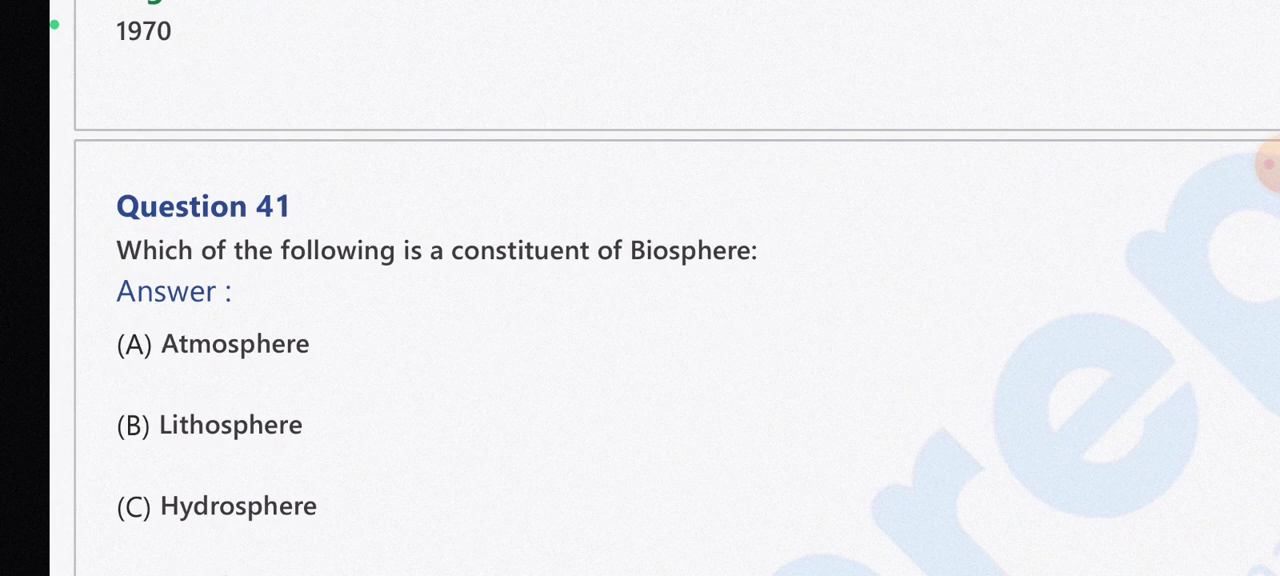 1970
Question 41
Which of the following is a constituent of Biosphere:
Answer :
(A) Atmosphere
(B) Lithosphere
(C) Hydrosphere